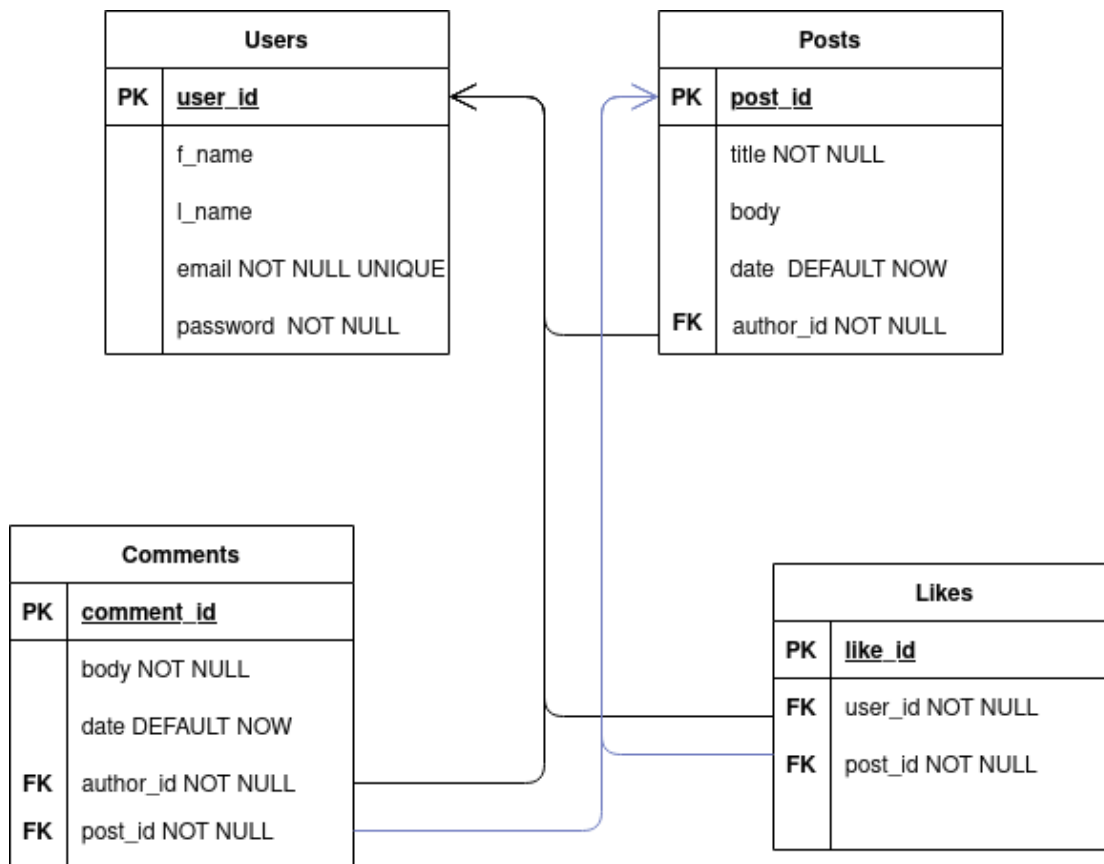 Users
PK user_id
f_name
l_name
email NOT NULL UNIQUE
password NOT NULL
Posts
PK post_id
title NOT NULL
body
date DEFAULT NOW
FK author_id NOT NULL
Comments
PK comment_id
body NOT NULL
date DEFAULT NOW
FK author_id NOT NULL
FK post_id NOT NULL
Likes
PK like_id
FK user_id NOT NULL
FK post_id NOT NULL